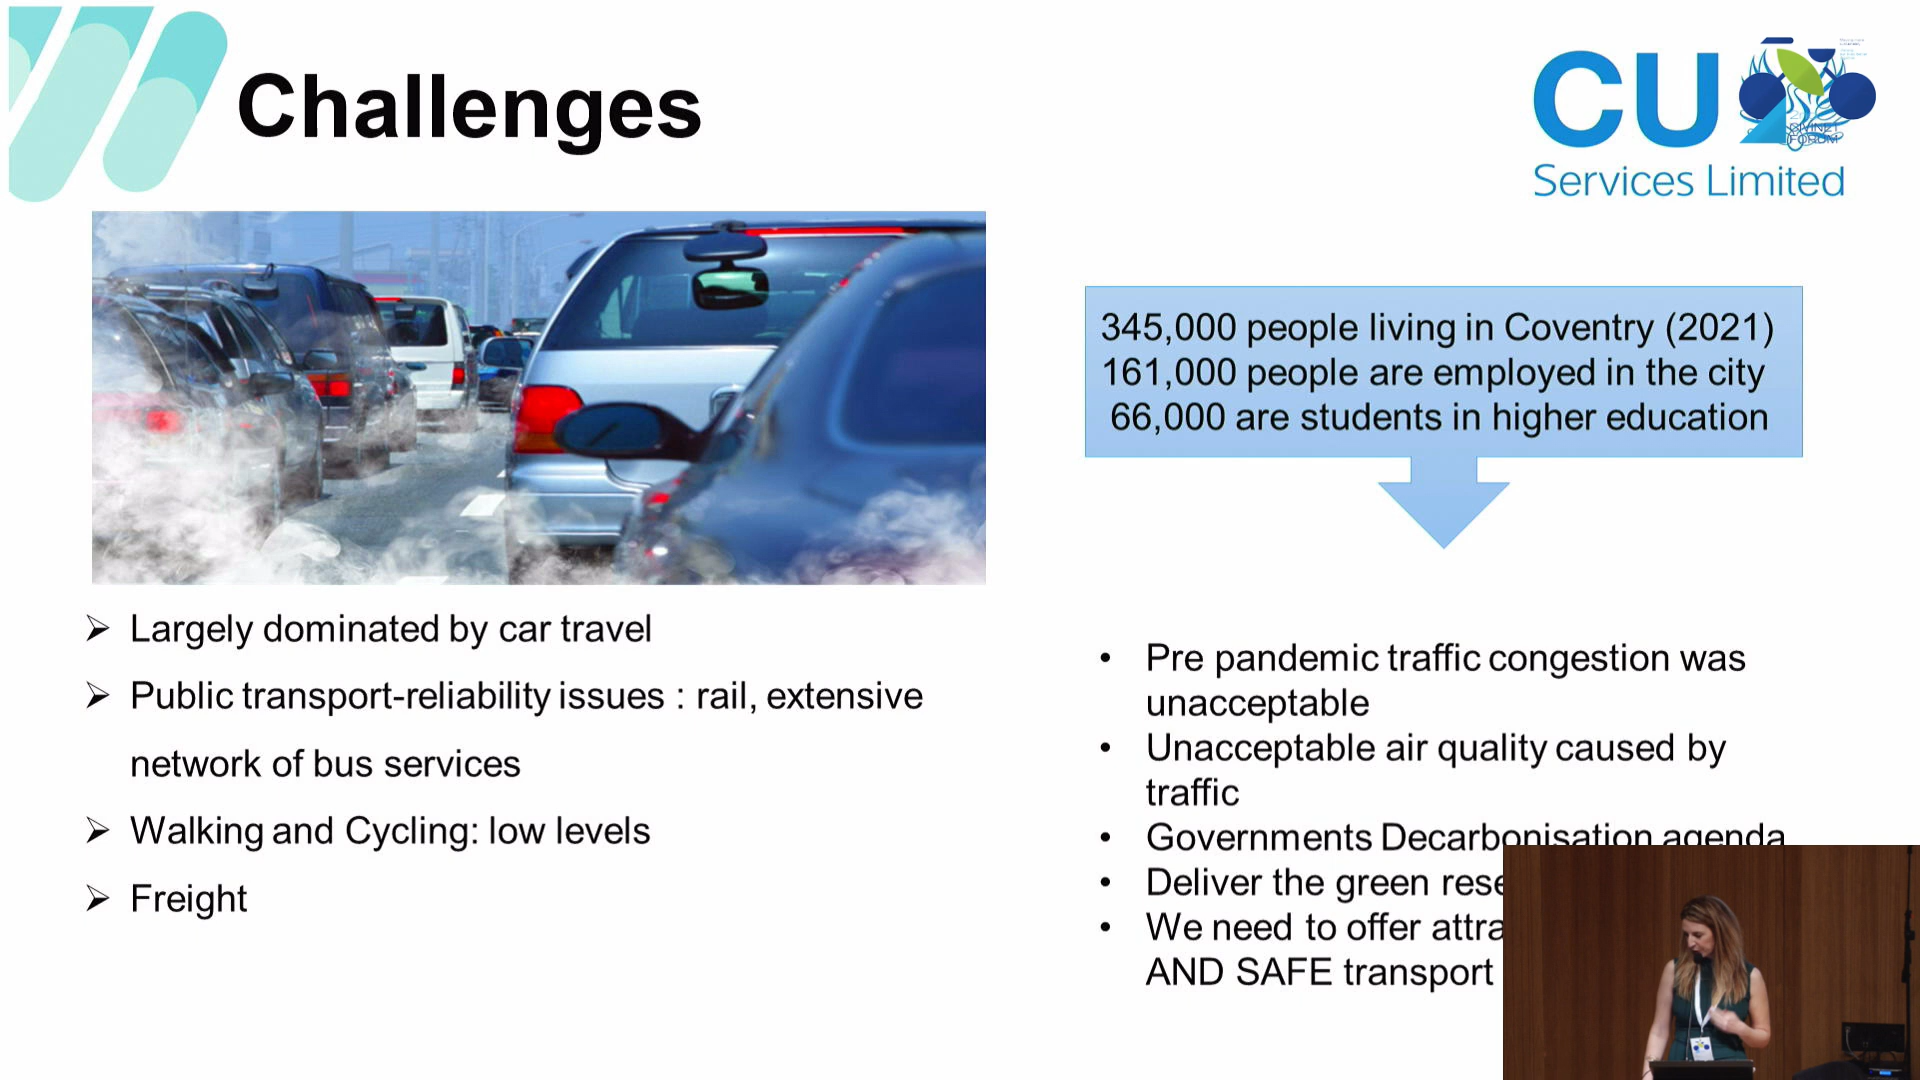 Challenges
CU
Services Limited
345,000 people living in Coventry (2021)
161,000 people are employed in the city
66,000 are students in higher education
➢ Largely dominated by car travel
➢ Public transport-reliability issues : rail, extensive
network of bus services
➢ Walking and Cycling: low levels
➢ Freight
• Pre pandemic traffic congestion was
unacceptable
• Unacceptable air quality caused by
traffic
• Governments Decarbonisation agenda
• Deliver the green
• We need to offer
AND SAFE transport